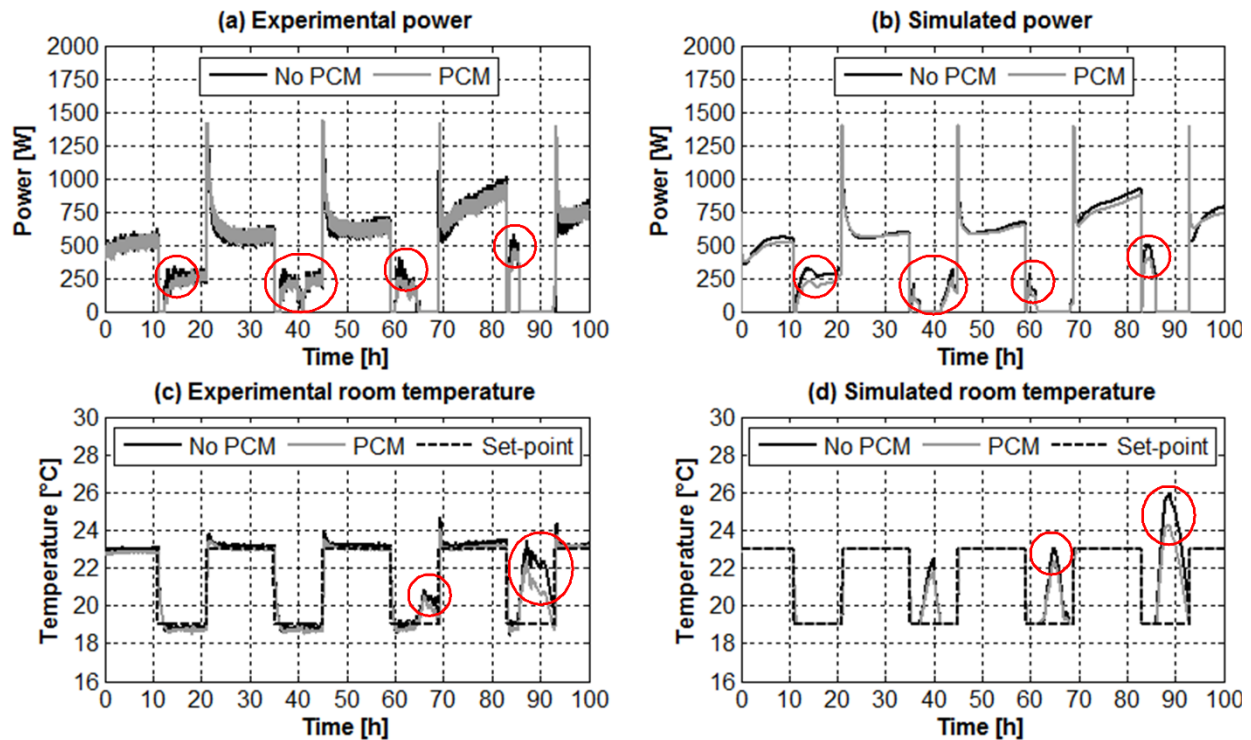 (a) Experimental power
2000
1750
1500
1250
1000
750
500
250
0
Power [W]
No PCM PCM
0 10 20 30 40 50 60 70 80 90 100
Time [h]
(b) Simulated power
2000
1750
1500
1250
1000
750
500
250
0
Power [W]
No PCM PCM
0 10 20 30 40 50 60 70 80 90 100
Time [h]
(c) Experimental room temperature
30
28
26
24
22
20
18
16
Temperature [°C]
No PCM PCM Set-point
0 10 20 30 40 50 60 70 80 90 100
Time [h]
(d) Simulated room temperature
30
28
26
24
22
20
18
16
Temperature [°C]
No PCM PCM Set-point
0 10 20 30 40 50 60 70 80 90 100
Time [h]